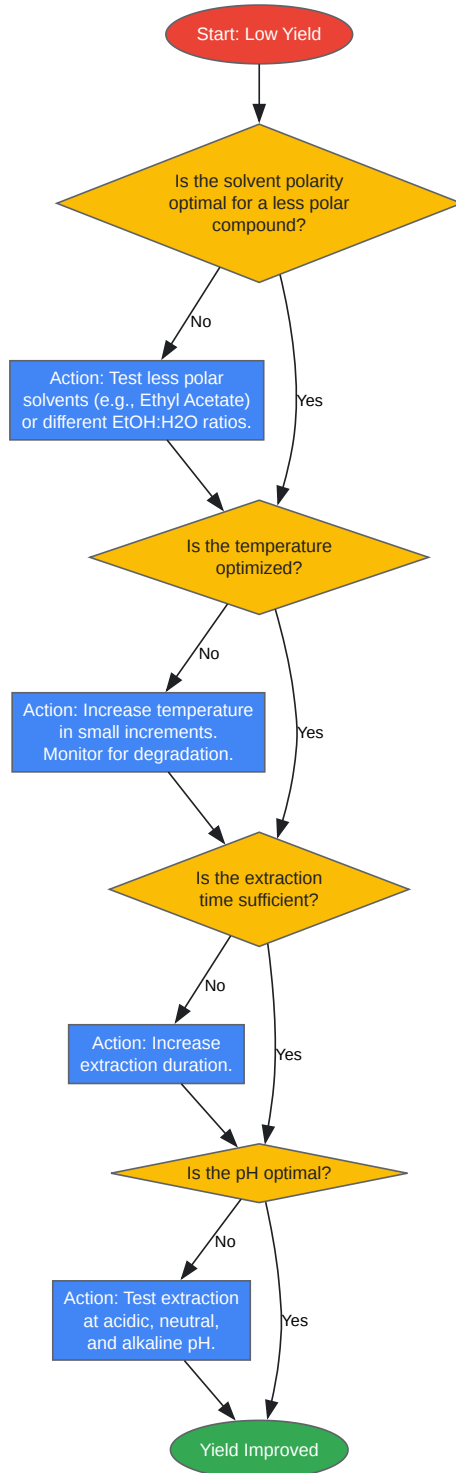 Start: Low Yield
Is the solvent polarity
optimal for a less polar
compound?
No
Action: Test less polar
solvents (e.g., Ethyl Acetate)
or different EtOH:H2O ratios.
Yes
Is the temperature
optimized?
No
Action: Increase temperature
in small increments.
Monitor for degradation.
Yes
Is the extraction
time sufficient?
No
Action: Increase
extraction duration.
Yes
Is the pH optimal?
No
Action: Test extraction
at acidic, neutral,
and alkaline pH.
Yes
Yield Improved